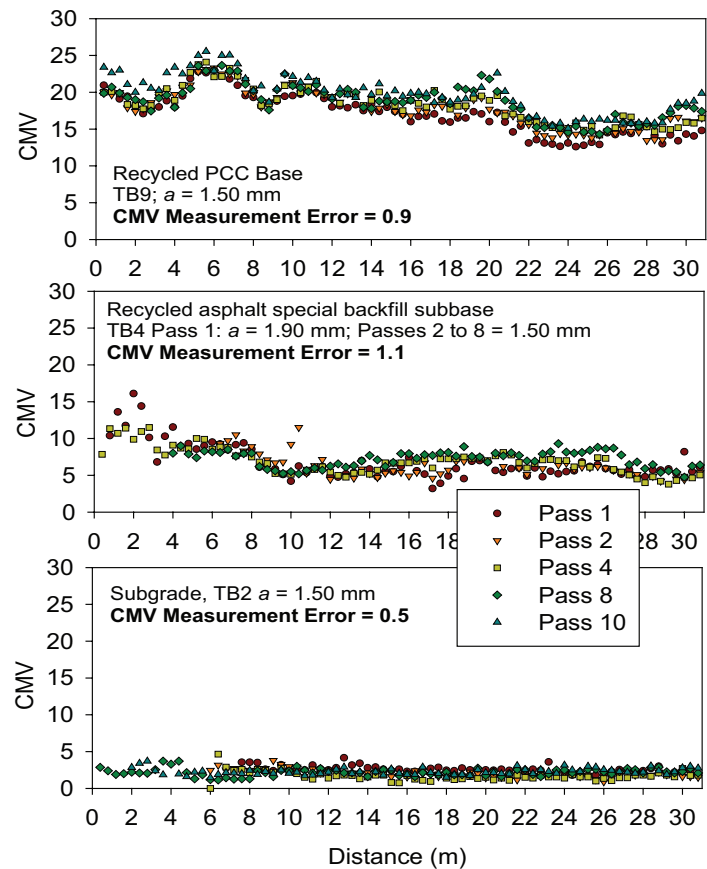 30
25
20
15
10
5
0
CMV
Recycled PCC Base
TB9; a = 1.50 mm
CMV Measurement Error = 0.9
0 2 4 6 8 10 12 14 16 18 20 22 24 26 28 30
30
25
20
15
10
5
0
CMV
Recycled asphalt special backfill subbase
TB4 Pass 1: a = 1.90 mm; Passes 2 to 8 = 1.50 mm
CMV Measurement Error = 1.1
0 2 4 6 8 10 12 14 16 18 28 30
Pass 1
Pass 2
Pass 4
Pass 8
Pass 10
30
25
20
15
10
5
0
CMV
Subgrade, TB2 a = 1.50 mm
CMV Measurement Error = 0.5
0 2 4 6 8 10 12 14 16 18 20 22 24 26 28 30
Distance (m)